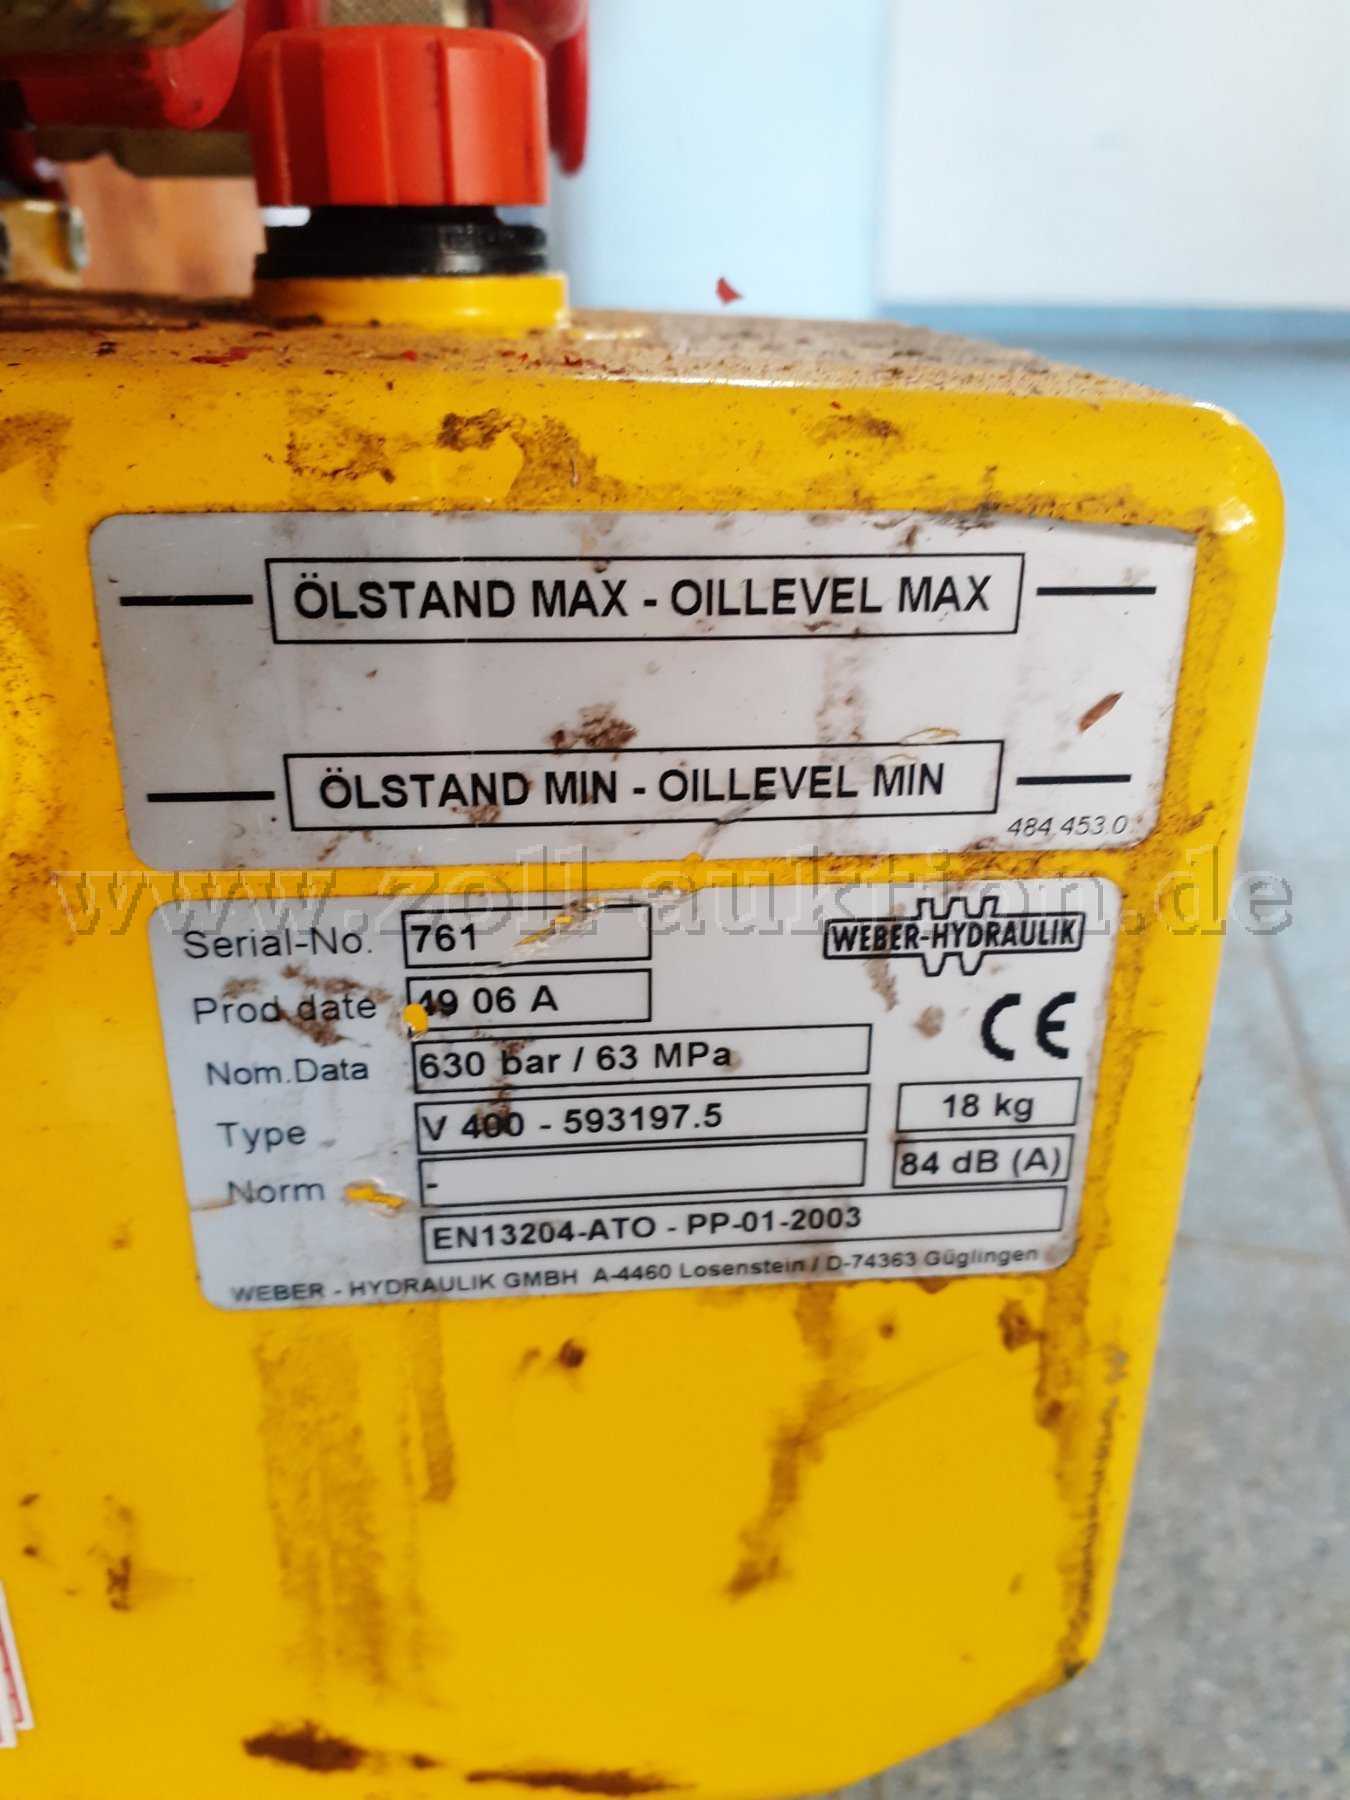 ÖLSTAND MAX - OILLEVEL MAX
ÖLSTAND MIN - OILLEVEL MIN
484.453.0
www.zoll-auktion.de
Serial-No. 761
WEBER-HYDRAULIK
Prod.date 49 06 A
CE
Nom.Data 630 bar / 63 MPa
Type V 400 - 593197.5
18 kg
Norm -
84 dB (A)
EN13204-ATO - PP-01-2003
WEBER - HYDRAULIK GMBH A-4460 Losenstein / D-74363 Güglingen